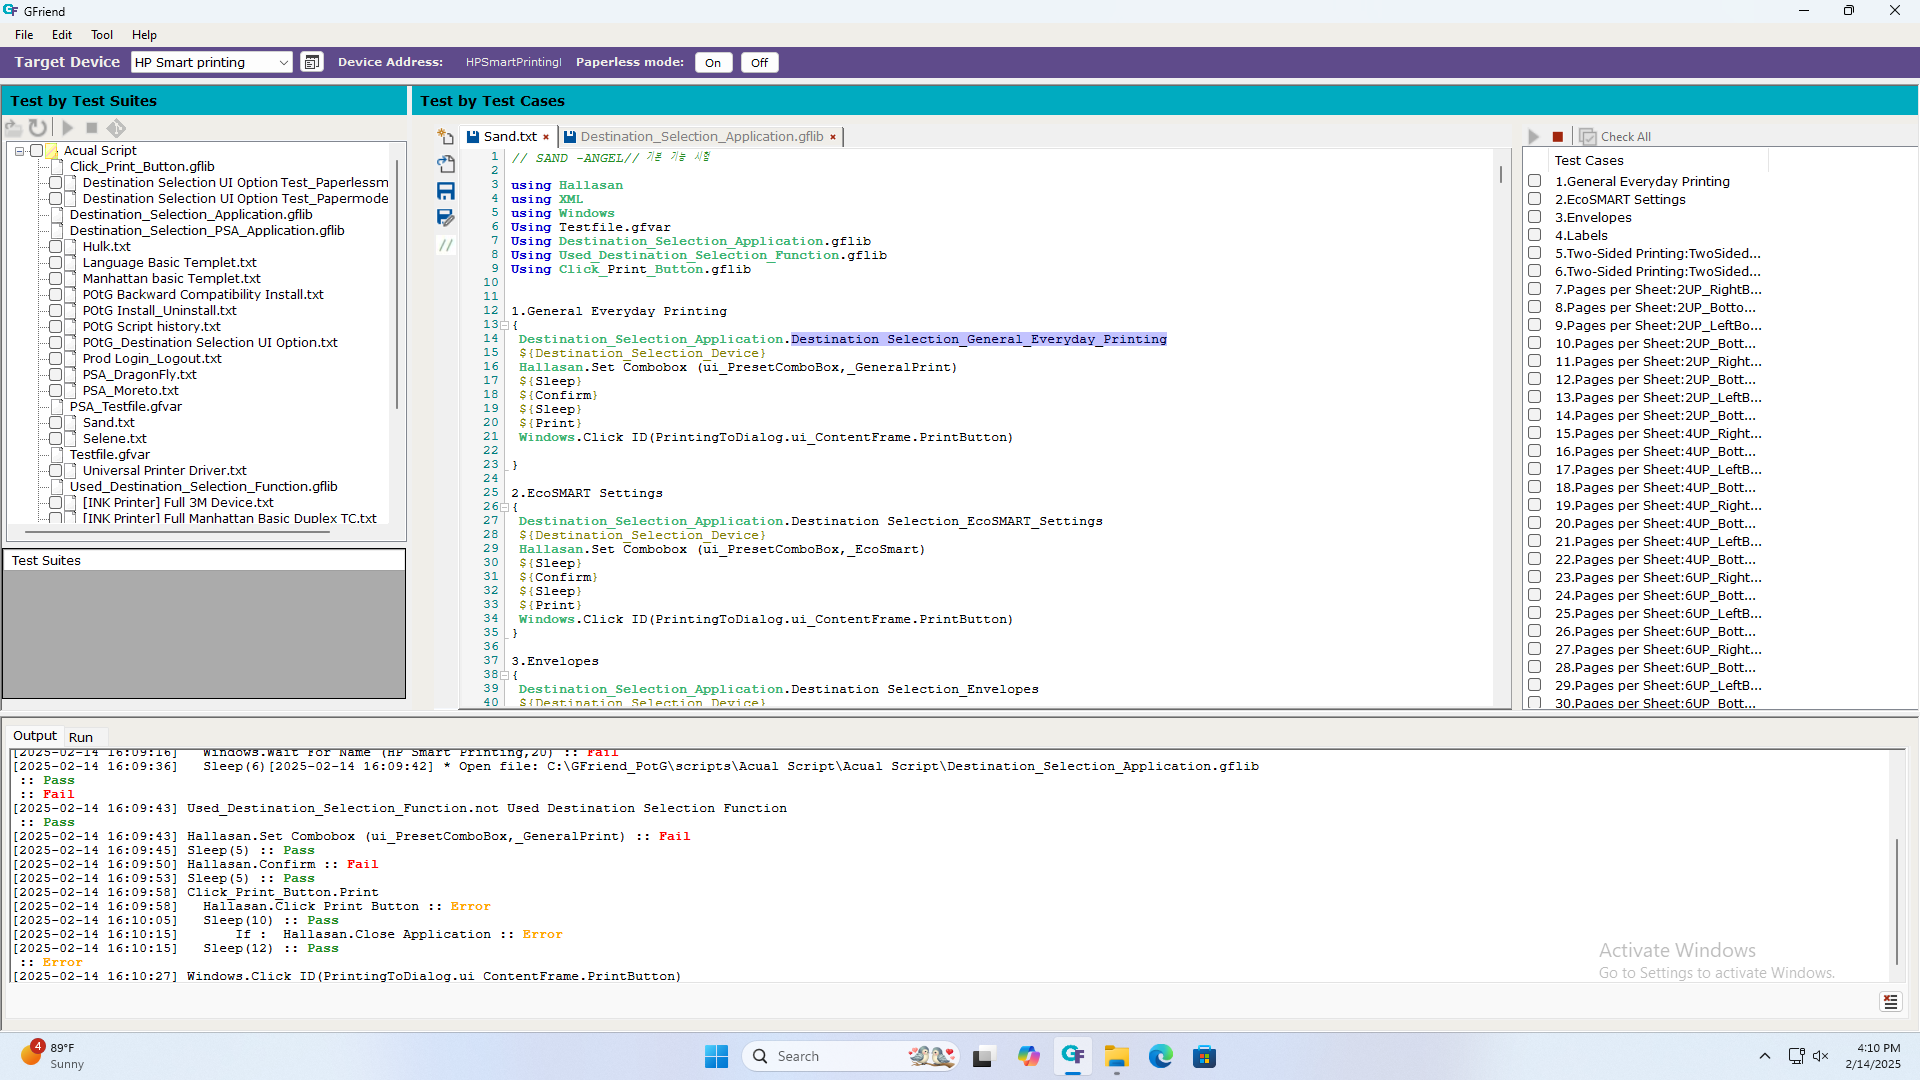 GFriend
File Edit Tool Help
Target Device HP Smart printing Device Address: HPSmartPrintingI Paperless mode: On Off
Test by Test Suites
Test by Test Cases
Acual Script
Click_Print_Button.gflib
Destination Selection UI Option Test_Paperlessm
Destination Selection UI Option Test_Papermode
Destination_Selection_Application.gflib
Destination_Selection_PSA_Application.gflib
Hulk.txt
Language Basic Templet.txt
Manhattan basic Templet.txt
POtG Backward Compatibility Install.txt
POtG Install_Uninstall.txt
POtG Script history.txt
POtG_Destination Selection UI Option.txt
Prod Login_Logout.txt
PSA_DragonFly.txt
PSA_Moreto.txt
PSA_Testfile.gfvar
Sand.txt
Selene.txt
Testfile.gfvar
Universal Printer Driver.txt
Used_Destination_Selection_Function.gflib
[INK Printer] Full 3M Device.txt
[INK Printer] Full Manhattan Basic Duplex TC.txt
Test Suites
Sand.txt × Destination_Selection_Application.gflib ×
//
1 // SAND -ANGEL// 기본 기능 시험
2
3 using Hallasan
4 using XML
5 using Windows
6 Using Testfile.gfvar
7 Using Destination_Selection_Application.gflib
8 Using Used_Destination_Selection_Function.gflib
9 Using Click_Print_Button.gflib
10
11
12 1.General Everyday Printing
13 {
14 Destination_Selection_Application.Destination Selection_General_Everyday_Printing
15 ${Destination_Selection_Device}
16 Hallasan.Set Combobox (ui_PresetComboBox,_GeneralPrint)
17 ${Sleep}
18 ${Confirm}
19 ${Sleep}
20 ${Print}
21 Windows.Click ID(PrintingToDialog.ui_ContentFrame.PrintButton)
22
23 }
24
25 2.EcoSMART Settings
26 {
27 Destination_Selection_Application.Destination Selection_EcoSMART_Settings
28 ${Destination_Selection_Device}
29 Hallasan.Set Combobox (ui_PresetComboBox,_EcoSmart)
30 ${Sleep}
31 ${Confirm}
32 ${Sleep}
33 ${Print}
34 Windows.Click ID(PrintingToDialog.ui_ContentFrame.PrintButton)
35 }
36
37 3.Envelopes
38 {
39 Destination_Selection_Application.Destination Selection_Envelopes
40 ${Destination_Selection_Device}
Check All
Test Cases
1.General Everyday Printing
2.EcoSMART Settings
3.Envelopes
4.Labels
5.Two-Sided Printing:TwoSided...
6.Two-Sided Printing:TwoSided...
7.Pages per Sheet:2UP_RightB...
8.Pages per Sheet:2UP_Botto...
9.Pages per Sheet:2UP_LeftBo...
10.Pages per Sheet:2UP_Bott...
11.Pages per Sheet:2UP_Right...
12.Pages per Sheet:2UP_Bott...
13.Pages per Sheet:2UP_LeftB...
14.Pages per Sheet:2UP_Bott...
15.Pages per Sheet:4UP_Right...
16.Pages per Sheet:4UP_Bott...
17.Pages per Sheet:4UP_LeftB...
18.Pages per Sheet:4UP_Bott...
19.Pages per Sheet:4UP_Right...
20.Pages per Sheet:4UP_Bott...
21.Pages per Sheet:4UP_LeftB...
22.Pages per Sheet:4UP_Bott...
23.Pages per Sheet:6UP_Right...
24.Pages per Sheet:6UP_Bott...
25.Pages per Sheet:6UP_LeftB...
26.Pages per Sheet:6UP_Bott...
27.Pages per Sheet:6UP_Right...
28.Pages per Sheet:6UP_Bott...
29.Pages per Sheet:6UP_LeftB...
30.Pages per Sheet:6UP_Bott...
Output Run
[2025-02-14 16:09:16] Windows.Wait For Name (HP Smart Printing,20) :: Fail
[2025-02-14 16:09:36] Sleep(6)[2025-02-14 16:09:42] * Open file: C:\GFriend_PotG\scripts\Acual Script\Acual Script\Destination_Selection_Application.gflib
:: Pass
:: Fail
[2025-02-14 16:09:43] Used_Destination_Selection_Function.not Used Destination Selection Function
:: Pass
[2025-02-14 16:09:43] Hallasan.Set Combobox (ui_PresetComboBox,_GeneralPrint) :: Fail
[2025-02-14 16:09:45] Sleep(5) :: Pass
[2025-02-14 16:09:50] Hallasan.Confirm :: Fail
[2025-02-14 16:09:53] Sleep(5) :: Pass
[2025-02-14 16:09:58] Click_Print_Button.Print
[2025-02-14 16:09:58] Hallasan.Click Print Button :: Error
[2025-02-14 16:10:05] Sleep(10) :: Pass
[2025-02-14 16:10:15] If : Hallasan.Close Application :: Error
[2025-02-14 16:10:15] Sleep(12) :: Pass
:: Error
[2025-02-14 16:10:27] Windows.Click ID(PrintingToDialog.ui_ContentFrame.PrintButton)
Activate Windows
Go to Settings to activate Windows.
4 89°F
Sunny
Search
4:10 PM
2/14/2025